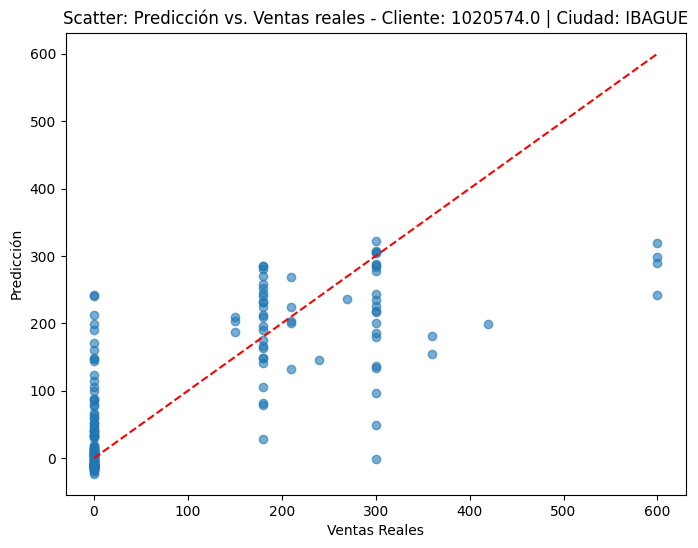 Scatter: Predicción vs. Ventas reales - Cliente: 1020574.0 | Ciudad: IBAGUE
600
500
400
300
200
100
0
Predicción
0 100 200 300 400 500 600
Ventas Reales